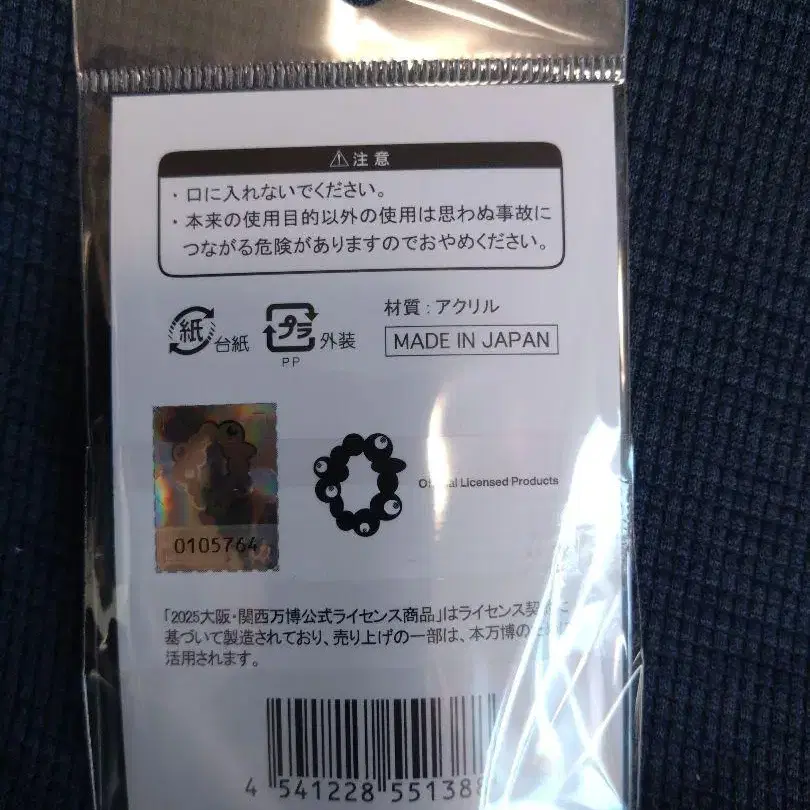 ⚠注意
・口に入れないでください。
・本来の使用目的以外の使用は思わぬ事故に
つながる危険がありますのでおやめください。
紙 台紙
プラ 外装
PP
材質：アクリル
MADE IN JAPAN
0105764
Licensed Products
「2025大阪・関西万博公式ライセンス商品」はライセンス
基づいて製造されており、売り上げの一部は、本万博の
活用されます。
4 541228 55138